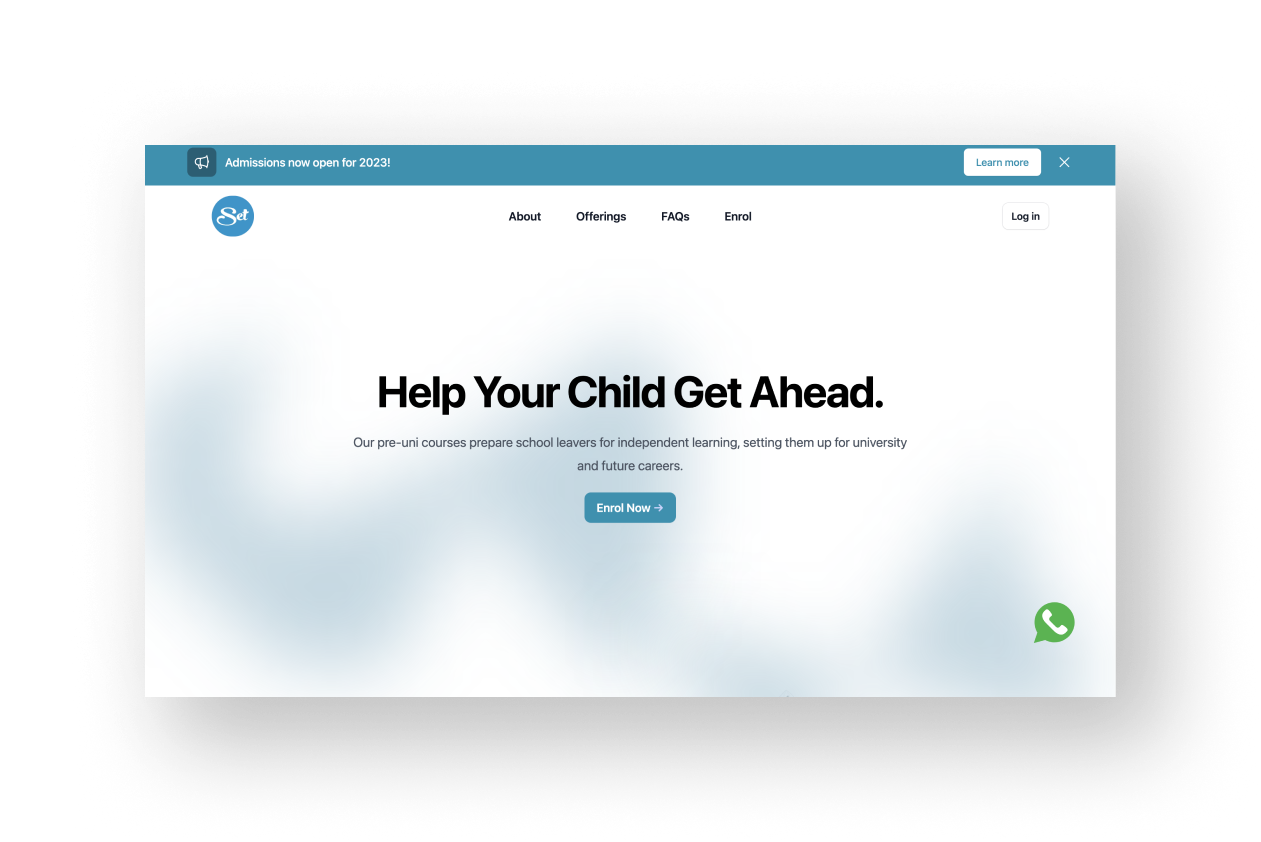 Admissions now open for 2023!
Learn more
Set
About
Offerings
FAQs
Enrol
Log in
Help Your Child Get Ahead.
Our pre-uni courses prepare school leavers for independent learning, setting them up for university
and future careers.
Enrol Now →